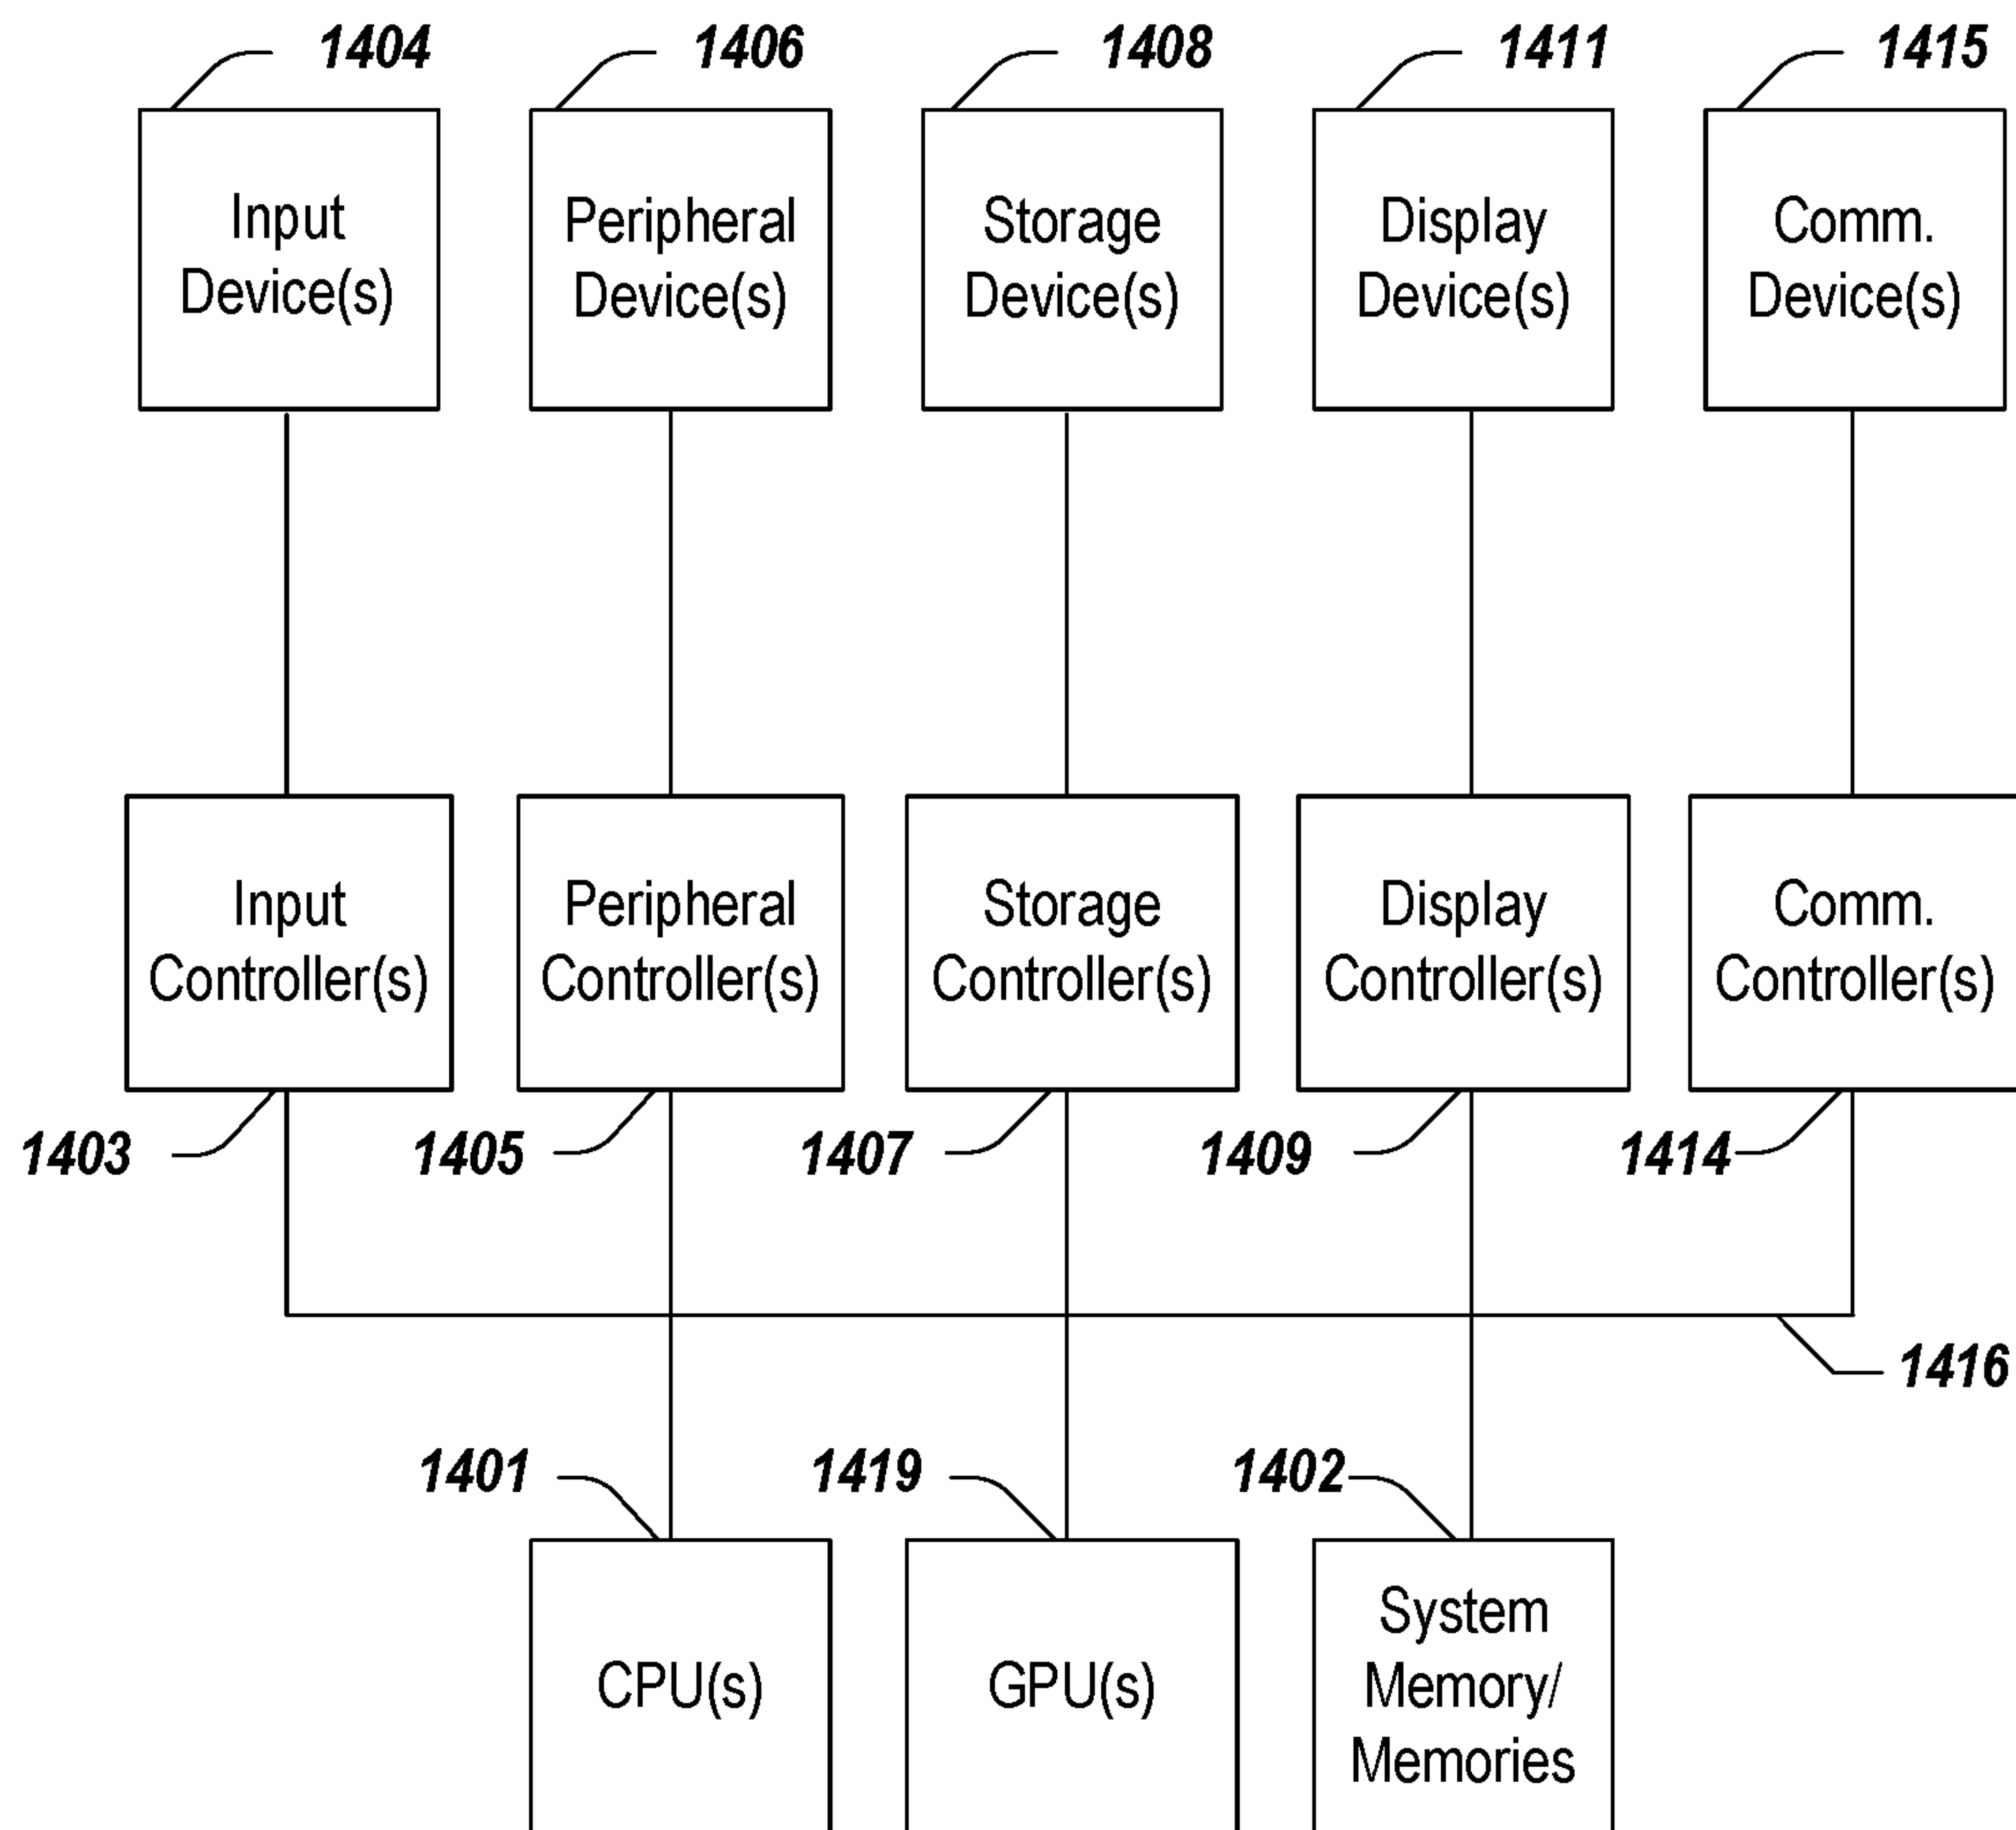 1404 1406 1408 1411 1415
Input
Device(s)
Peripheral
Device(s)
Storage
Device(s)
Display
Device(s)
Comm.
Device(s)
Input
Controller(s)
Peripheral
Controller(s)
Storage
Controller(s)
Display
Controller(s)
Comm.
Controller(s)
1403 1405 1407 1409 1414
1416
1401 1419 1402
CPU(s)
GPU(s)
System
Memory/
Memories